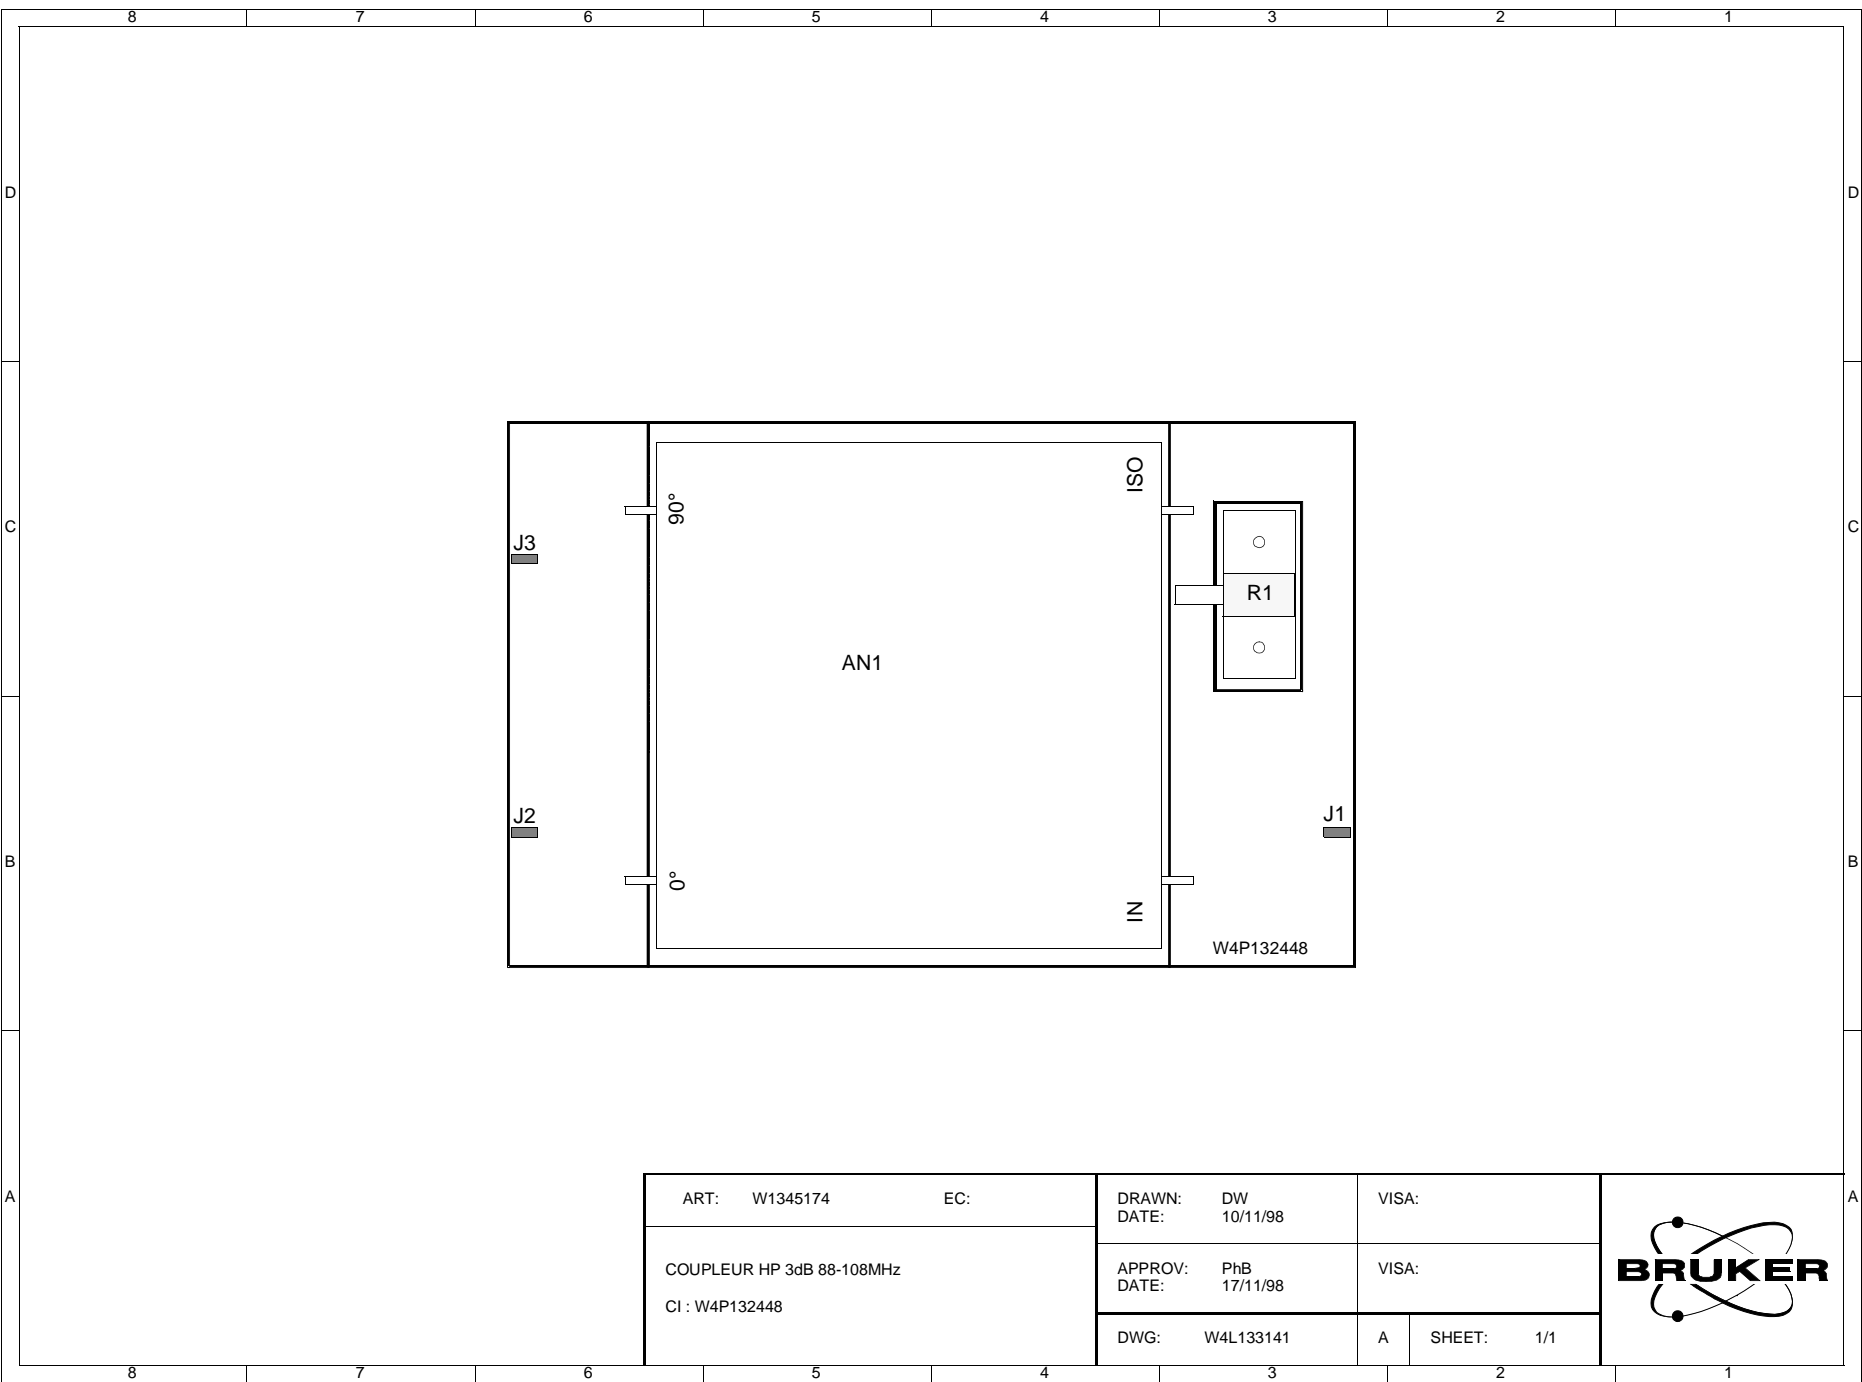 8 7 6 5 4 3 2 1
D D
ISO
90°
C C
J3
R1
AN1
J2 J1
B B
0°
IN
W4P132448
A A
ART: W1345174 EC:
COUPLEUR HP 3dB 88-108MHz
CI : W4P132448
DRAWN: DW
DATE: 10/11/98
VISA:
APPROV: PhB
DATE: 17/11/98
VISA:
DWG: W4L133141 A SHEET: 1/1
BRUKER
8 7 6 5 4 3 2 1